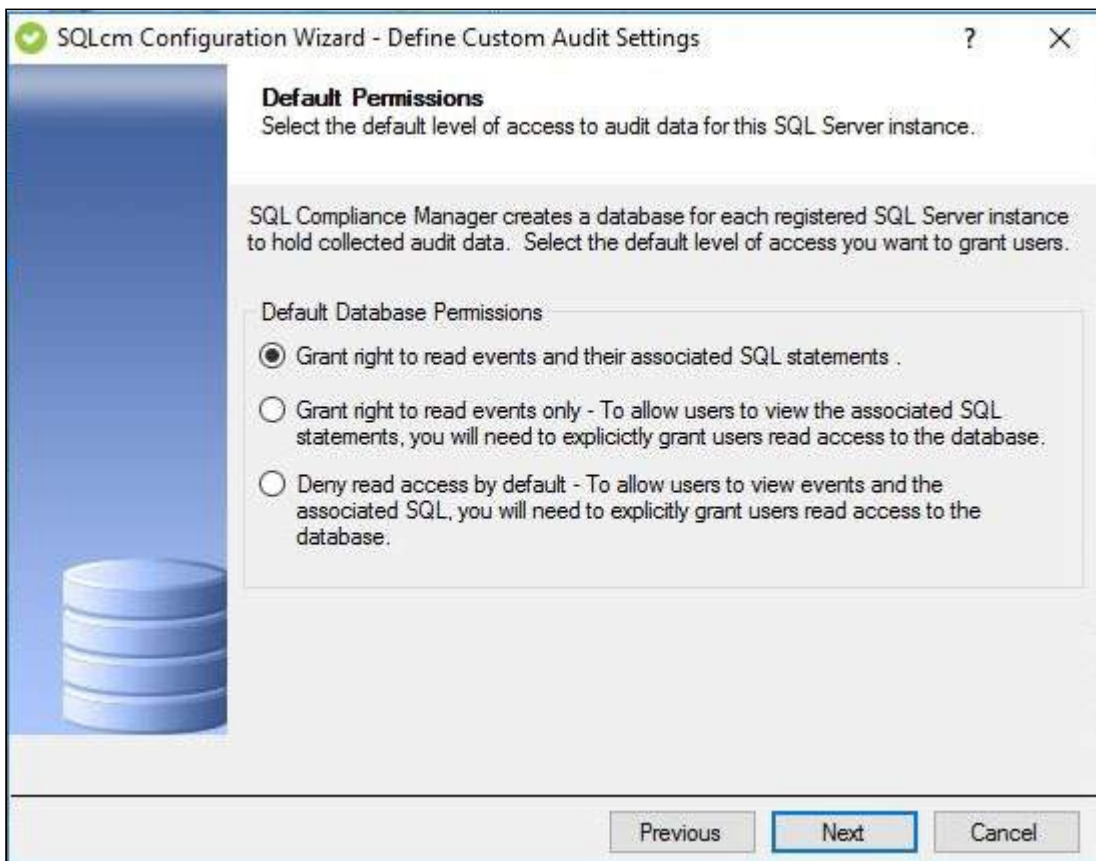 SQLcm Configuration Wizard - Define Custom Audit Settings ? ×
Default Permissions
Select the default level of access to audit data for this SQL Server instance.
SQL Compliance Manager creates a database for each registered SQL Server instance
to hold collected audit data. Select the default level of access you want to grant users.
Default Database Permissions
Grant right to read events and their associated SQL statements .
Grant right to read events only - To allow users to view the associated SQL
statements, you will need to explicictly grant users read access to the database.
Deny read access by default - To allow users to view events and the
associated SQL, you will need to explicitly grant users read access to the
database.
Previous Next Cancel